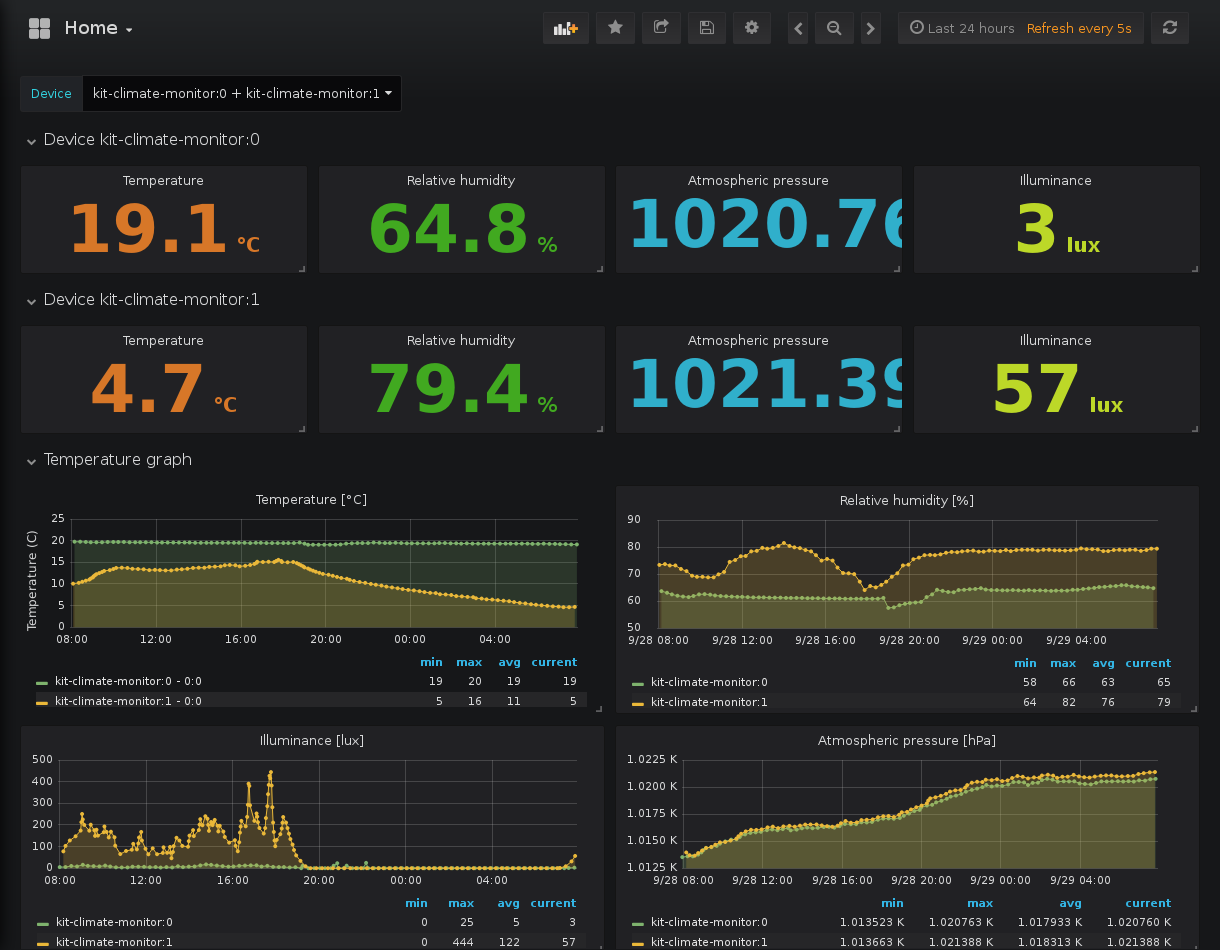 Home
Last 24 hours Refresh every 5s
Device kit-climate-monitor:0 + kit-climate-monitor:1
Device kit-climate-monitor:0
Temperature Relative humidity Atmospheric pressure Illuminance
19.1 °C 64.8 % 1020.76 3 lux
Device kit-climate-monitor:1
Temperature Relative humidity Atmospheric pressure Illuminance
4.7 °C 79.4 % 1021.39 57 lux
Temperature graph
Temperature [°C]
Temperature (C)
25
20
15
10
5
0
08:00 12:00 16:00 20:00 00:00 04:00
min max avg current
kit-climate-monitor:0 - 0:0 19 20 19 19
kit-climate-monitor:1 - 0:0 5 16 11 5
Relative humidity [%]
90
80
70
60
50
9/28 08:00 9/28 12:00 9/28 16:00 9/28 20:00 9/29 00:00 9/29 04:00
min max avg current
kit-climate-monitor:0 58 66 63 65
kit-climate-monitor:1 64 82 76 79
Illuminance [lux]
500
400
300
200
100
0
08:00 12:00 16:00 20:00 00:00 04:00
min max avg current
kit-climate-monitor:0 0 25 5 3
kit-climate-monitor:1 0 444 122 57
Atmospheric pressure [hPa]
1.0225 K
1.0200 K
1.0175 K
1.0150 K
1.0125 K
9/28 08:00 9/28 12:00 9/28 16:00 9/28 20:00 9/29 00:00 9/29 04:00
min max avg current
kit-climate-monitor:0 1.013523 K 1.020763 K 1.017933 K 1.020760 K
kit-climate-monitor:1 1.013663 K 1.021388 K 1.018313 K 1.021388 K